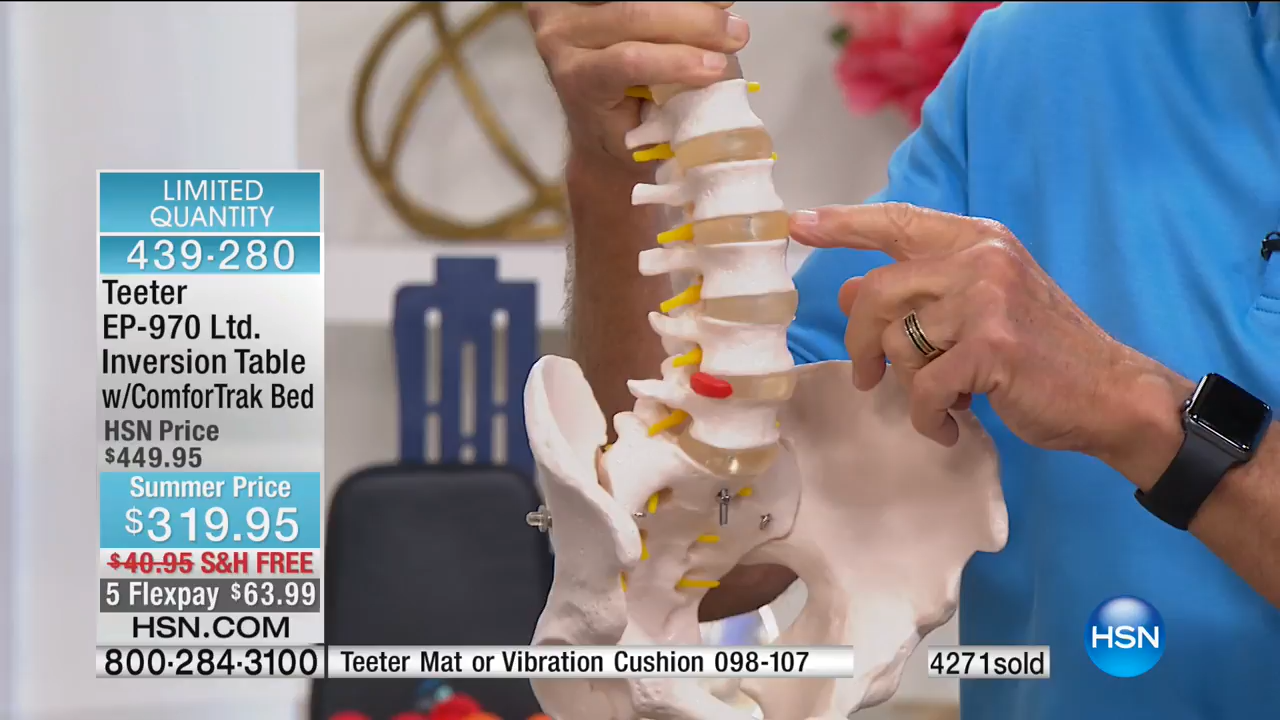 LIMITED
QUANTITY
439·280
Teeter
EP-970 Ltd.
Inversion Table
w/ComforTrak Bed
HSN Price
$449.95
Summer Price
$319.95
$40.95 S&H FREE
5 Flexpay $63.99
HSN.COM
800·284·3100
Teeter Mat or Vibration Cushion 098-107
4271sold
HSN